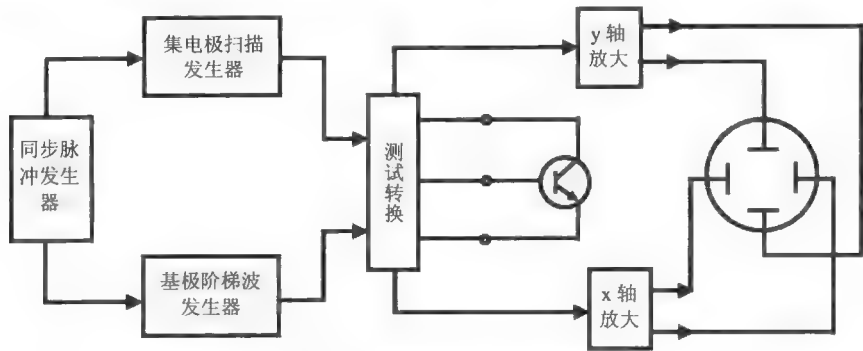 集电极扫描
发生器
y 轴
放大
同步脉
冲发生
器
测
试
转
换
基极阶梯波
发生器
x 轴
放大